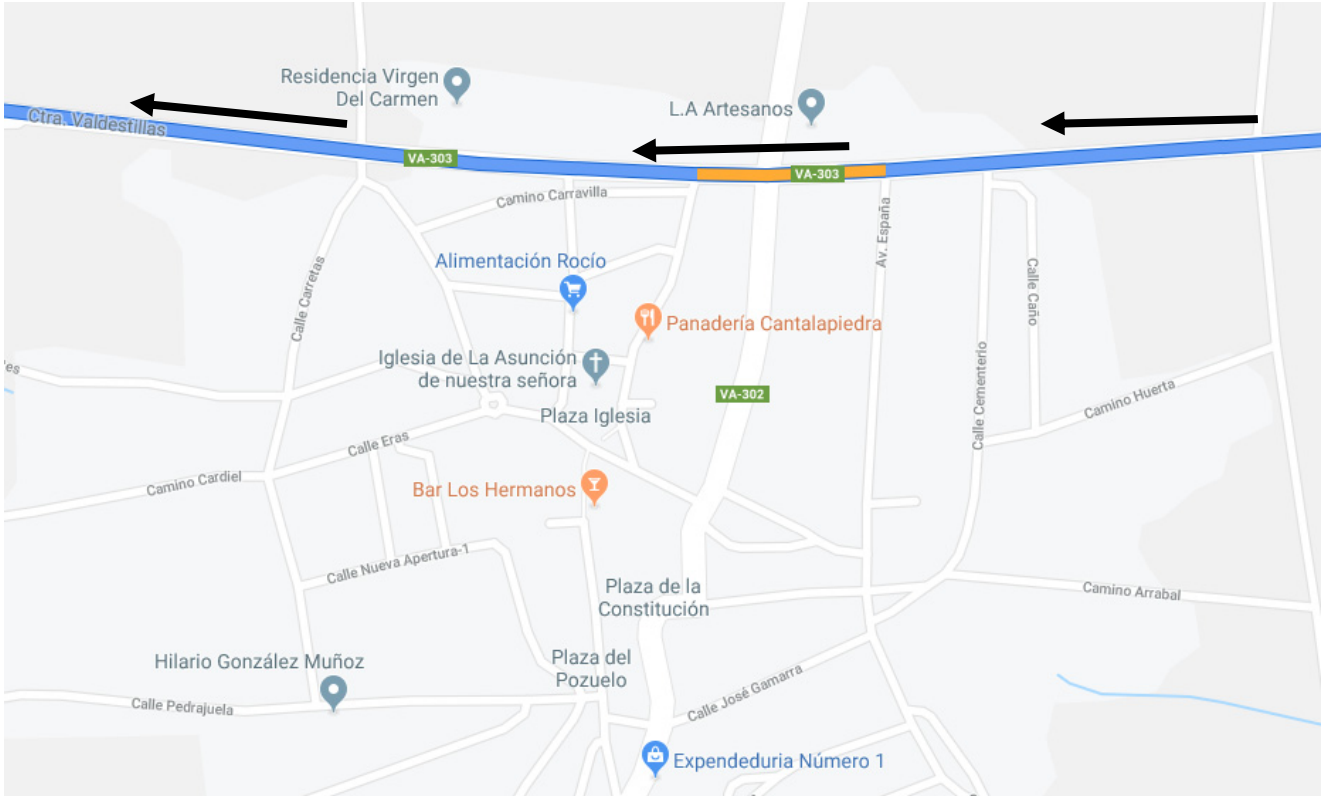 Residencia Virgen
Del Carmen
L.A Artesanos
Ctra. Valdestillas
VA-303
VA-303
Camino Carravilla
Av. España
Alimentación Rocío
Calle Carretas
Calle Caño
Panadería Cantalapiedra
Iglesia de La Asunción
de nuestra señora
VA-302
Calle Cementerio
Camino Huerta
Plaza Iglesia
Calle Eras
Camino Cardiel
Bar Los Hermanos
Calle Nueva Apertura-1
Plaza de la
Constitución
Camino Arrabal
Hilario González Muñoz
Plaza del
Pozuelo
Calle José Gamarra
Calle Pedrajuela
Expendeduria Número 1